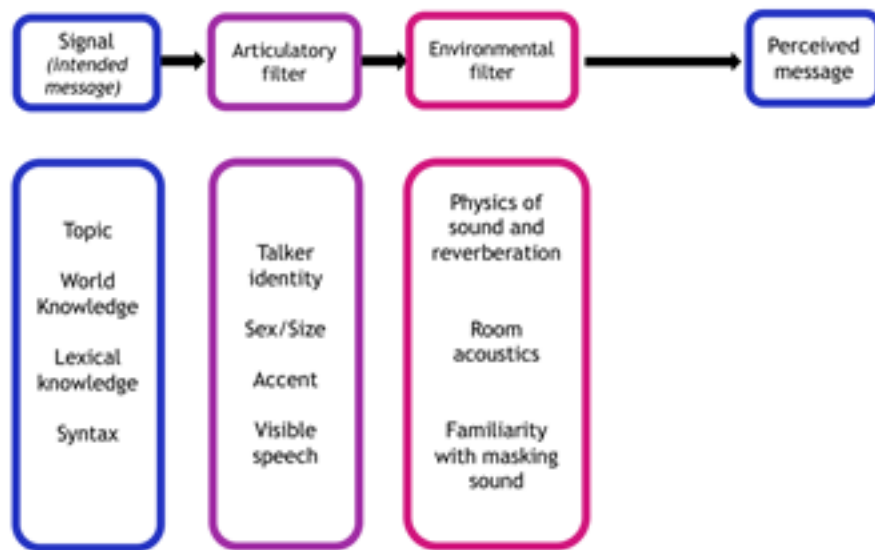 Signal
(intended
message)
Articulatory
filter
Environmental
filter
Perceived
message
Topic
World
Knowledge
Lexical
knowledge
Syntax
Talker
identity
Sex/Size
Accent
Visible
speech
Physics of
sound and
reverberation
Room
acoustics
Familiarity
with masking
sound